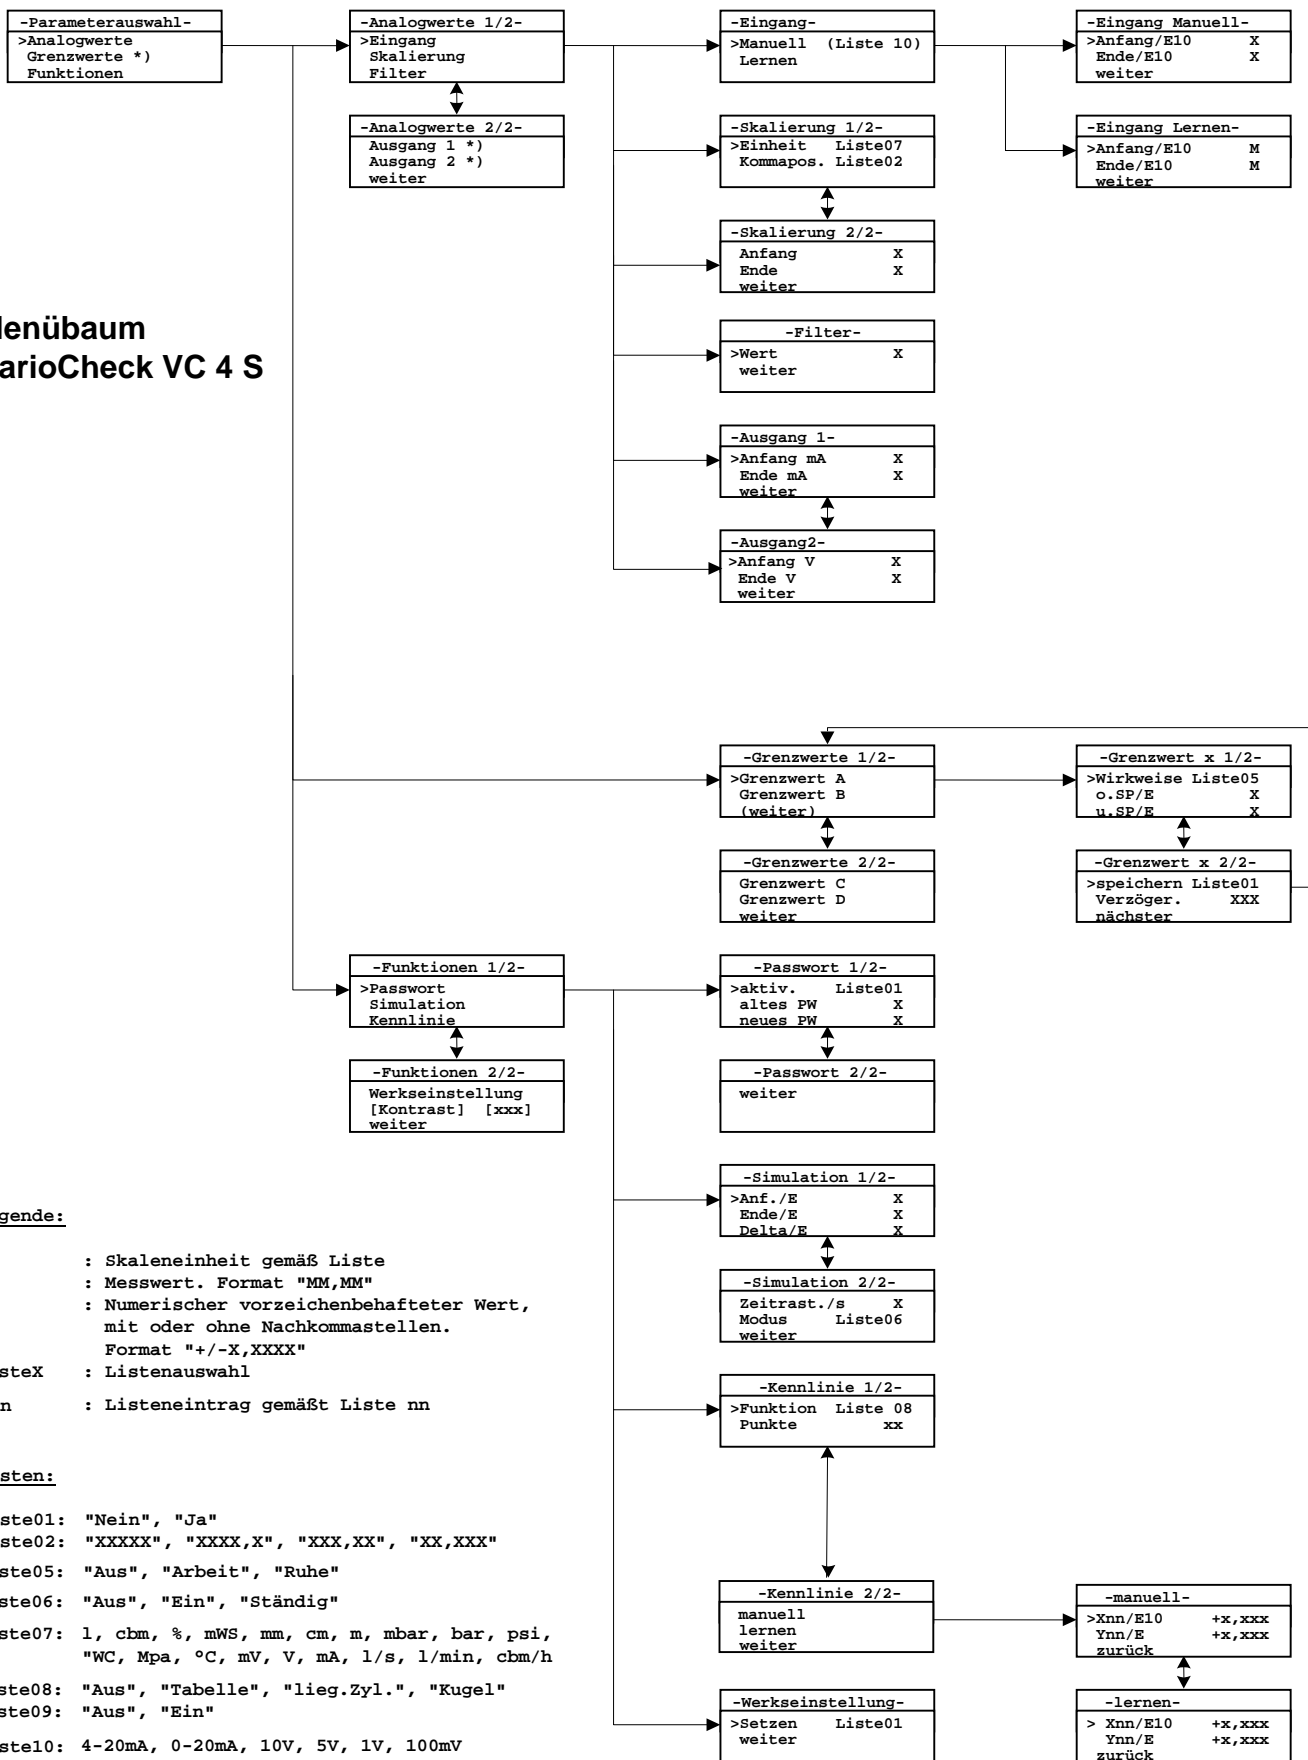 -Parameterauswahl-
>Analogwerte
Grenzwerte *)
Funktionen
-Analogwerte 1/2-
>Eingang
Skalierung
Filter
-Analogwerte 2/2-
Ausgang 1 *)
Ausgang 2 *)
weiter
-Eingang-
>Manuell (Liste 10)
Lernen
-Eingang Manuell-
>Anfang/E10 X
Ende/E10 X
weiter
-Eingang Lernen-
>Anfang/E10 M
Ende/E10 M
weiter
-Skalierung 1/2-
>Einheit Liste07
Kommapos. Liste02
-Skalierung 2/2-
Anfang X
Ende X
weiter
enübaum
arioCheck VC 4 S
-Filter-
>Wert X
weiter
-Ausgang 1-
>Anfang mA X
Ende mA X
weiter
-Ausgang2-
>Anfang V X
Ende V X
weiter
-Grenzwerte 1/2-
>Grenzwert A
Grenzwert B
(weiter)
-Grenzwerte 2/2-
Grenzwert C
Grenzwert D
weiter
-Grenzwert x 1/2-
>Wirkweise Liste05
o.SP/E X
u.SP/E X
-Grenzwert x 2/2-
>speichern Liste01
Verzöger. XXX
nächster
-Funktionen 1/2-
>Passwort
Simulation
Kennlinie
-Funktionen 2/2-
Werkseinstellung
[Kontrast] [xxx]
weiter
-Passwort 1/2-
>aktiv. Liste01
altes PW X
neues PW X
-Passwort 2/2-
weiter
-Simulation 1/2-
>Anf./E X
Ende/E X
Delta/E X
-Simulation 2/2-
Zeitrast./s X
Modus Liste06
weiter
-Kennlinie 1/2-
>Funktion Liste 08
Punkte xx
-Kennlinie 2/2-
manuell
lernen
weiter
-manuell-
>Xnn/E10 +x,xxx
Ynn/E +x,xxx
zurück
-lernen-
> Xnn/E10 +x,xxx
Ynn/E +x,xxx
zurück
-Werkseinstellung-
>Setzen Liste01
weiter
gende:
: Skaleneinheit gemäß Liste
: Messwert. Format "MM,MM"
: Numerischer vorzeichenbehafteter Wert,
mit oder ohne Nachkommastellen.
Format "+/-X,XXXX"
steX : Listenauswahl
n : Listeneintrag gemäßt Liste nn
sten:
ste01: "Nein", "Ja"
ste02: "XXXXX", "XXXX,X", "XXX,XX", "XX,XXX"
ste05: "Aus", "Arbeit", "Ruhe"
ste06: "Aus", "Ein", "Ständig"
ste07: l, cbm, %, mWS, mm, cm, m, mbar, bar, psi,
"WC, Mpa, °C, mV, V, mA, l/s, l/min, cbm/h
ste08: "Aus", "Tabelle", "lieg.Zyl.", "Kugel"
ste09: "Aus", "Ein"
ste10: 4-20mA, 0-20mA, 10V, 5V, 1V, 100mV